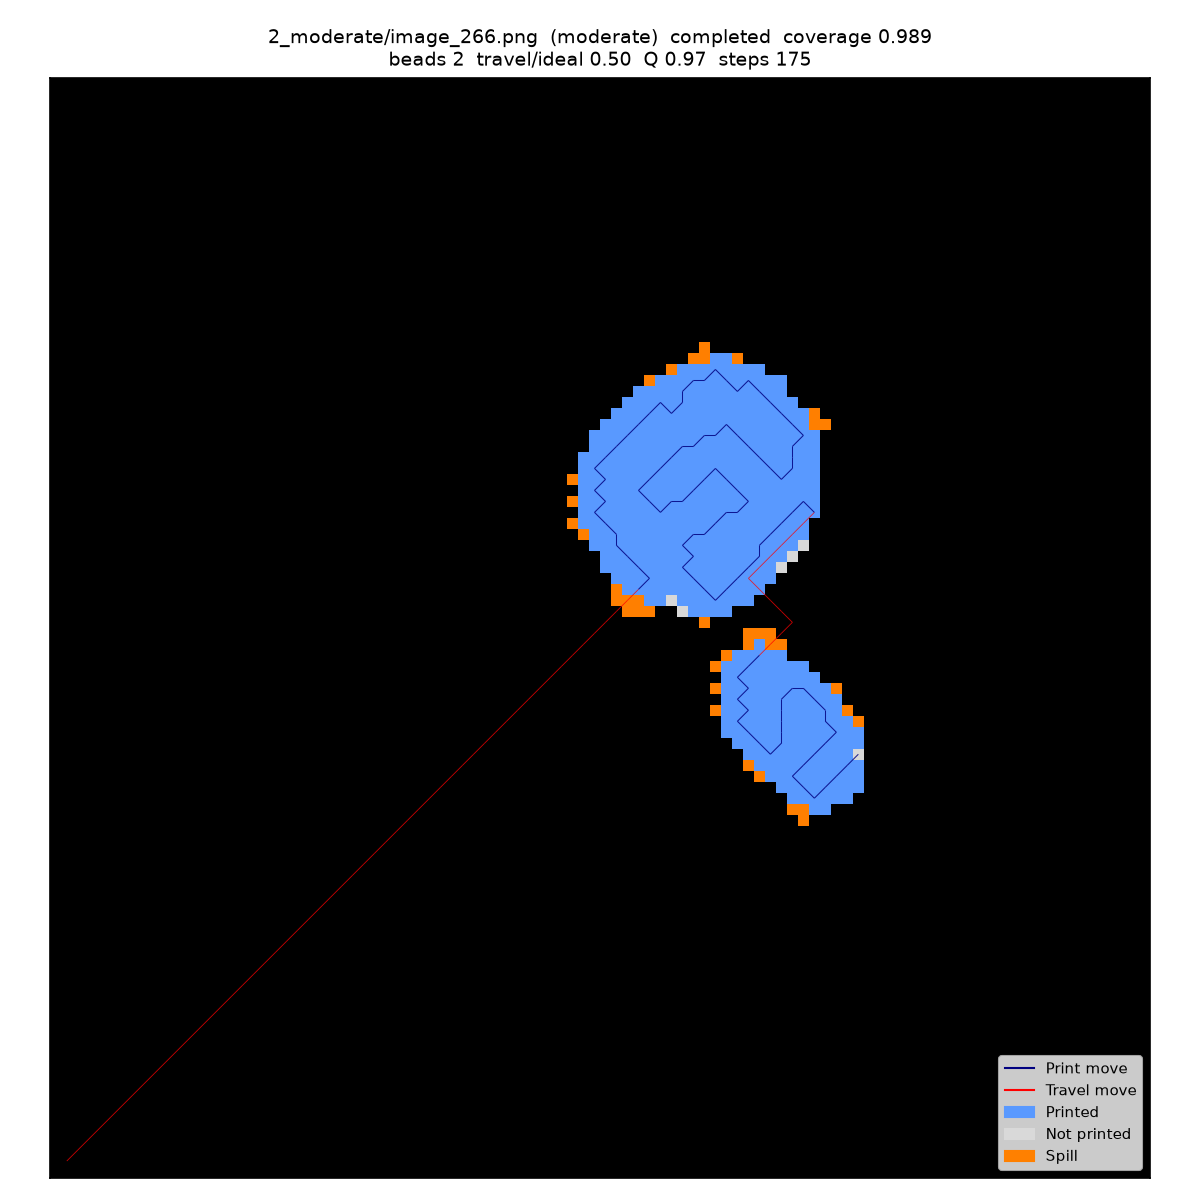 2_moderate/image_266.png  (moderate)  completed  coverage 0.989
beads 2  travel/ideal 0.50  Q 0.97  steps 175
Print move
Travel move
Printed
Not printed
Spill